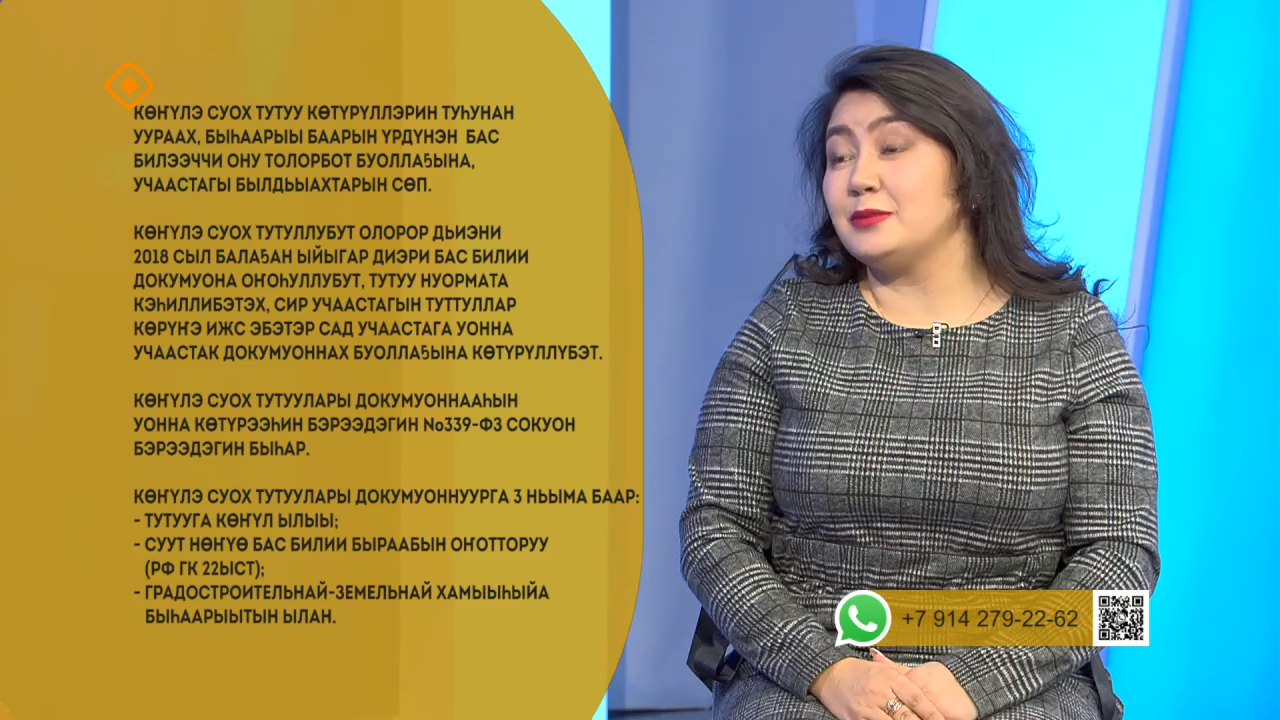 КӨҤҮЛЭ СУОХ ТУТУУ КӨТҮРҮЛЛЭРИН ТУҺУНАН
УУРААХ, БЫҺААРЫЫ БААРЫН ҮРДҮНЭН БАС
БИЛЭЭЧЧИ ОНУ ТОЛОРБОТ БУОЛЛАҔЫНА,
УЧААСТАГЫ БЫЛДЬЫАХТАРЫН СӨП.
КӨҤҮЛЭ СУОХ ТУТУЛЛУБУТ ОЛОРОР ДЬИЭНИ
2018 СЫЛ БАЛАҔАН ЫЙЫГАР ДИЭРИ БАС БИЛИИ
ДОКУМУОНА ОҤОҺУЛЛУБУТ, ТУТУУ НУОРМАТА
КЭҺИЛЛИБЭТЭХ, СИР УЧААСТАГЫН ТУТТУЛЛАР
КӨРҮҤЭ ИЖС ЭБЭТЭР САД УЧААСТАГА УОННА
УЧААСТАК ДОКУМУОННАХ БУОЛЛАҔЫНА КӨТҮРҮЛЛҮБЭТ.
КӨҤҮЛЭ СУОХ ТУТУУЛАРЫ ДОКУМУОННААҺЫН
УОННА КӨТҮРЭЭҺИН БЭРЭЭДЭГИН №339-ФЗ СОКУОН
БЭРЭЭДЭГИН БЫҺАР.
КӨҤҮЛЭ СУОХ ТУТУУЛАРЫ ДОКУМУОННУУРГА 3 НЬЫМА БААР:
- ТУТУУГА КӨҤҮЛ ЫЛЫЫ;
- СУУТ НӨҤҮӨ БАС БИЛИИ БЫРААБЫН ОҤОТТОРУУ
(РФ ГК 22ЫСТ);
- ГРАДОСТРОИТЕЛЬНАЙ-ЗЕМЕЛЬНАЙ ХАМЫЫҺЫЙА
БЫҺААРЫЫТЫН ЫЛАН.
+7 914 279-22-62